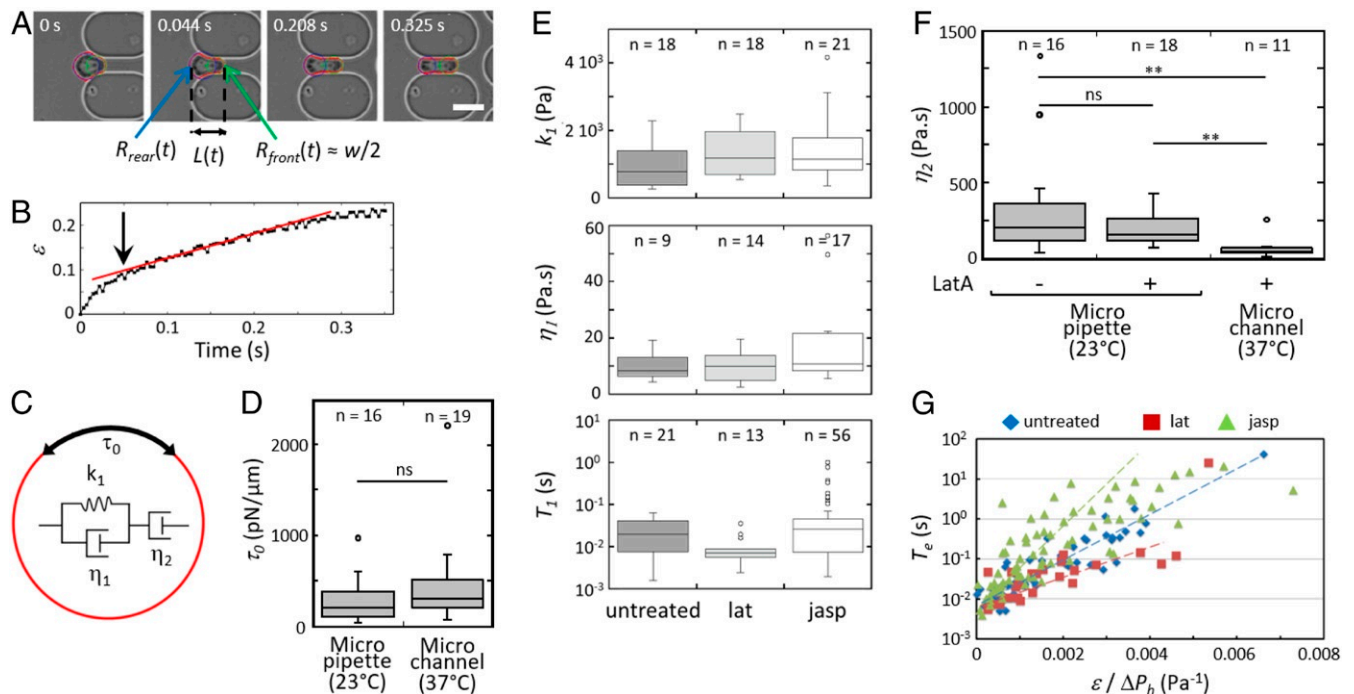 A
0 s
0.044 s
0.208 s
0.325 s
R_rear(t)
L(t)
R_front(t) ≈ w/2
B
ε
0.2
0.1
0
0
0.1
0.2
0.3
Time (s)
C
τ₀
k₁
η₁
η₂
D
n = 16
n = 19
2000
1000
0
ns
τ₀ (pN/μm)
Micro
pipette
(23°C)
Micro
channel
(37°C)
E
n = 18
n = 18
n = 21
4 10³
2 10³
0
k₁ (Pa)
n = 9
n = 14
n = 17
60
40
20
0
η₁ (Pa.s)
n = 21
n = 13
n = 56
10¹
10⁰
10⁻¹
10⁻²
10⁻³
T₁ (s)
untreated
lat
jasp
F
1500
1000
500
0
η₂ (Pa.s)
n = 16
n = 18
n = 11
**
ns
**
LatA
-
+
+
Micro
pipette
(23°C)
Micro
channel
(37°C)
G
untreated
lat
jasp
10²
10¹
10⁰
10⁻¹
10⁻²
10⁻³
Tₑ (s)
0
0.002
0.004
0.006
0.008
ε / ΔPₕ (Pa⁻¹)